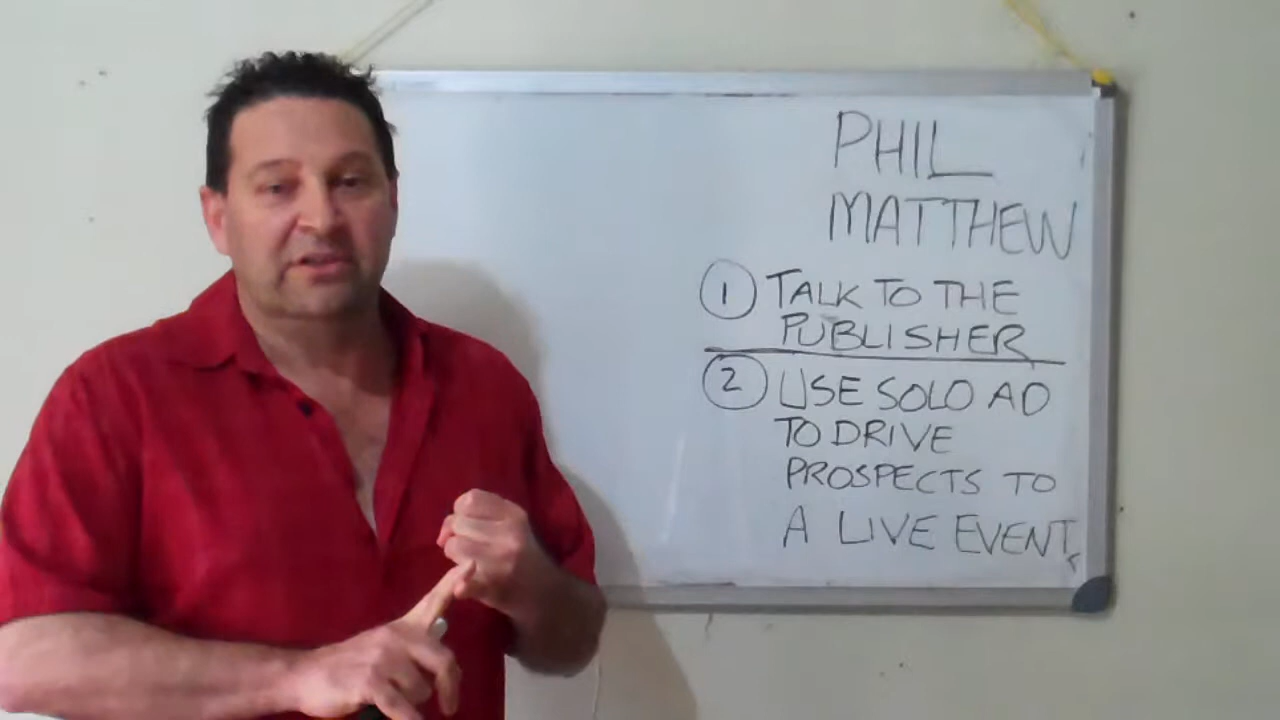 PHIL
MATTHEW
1 TALK TO THE
PUBLISHER
2 USE SOLO AD
TO DRIVE
PROSPECTS TO
A LIVE EVENT